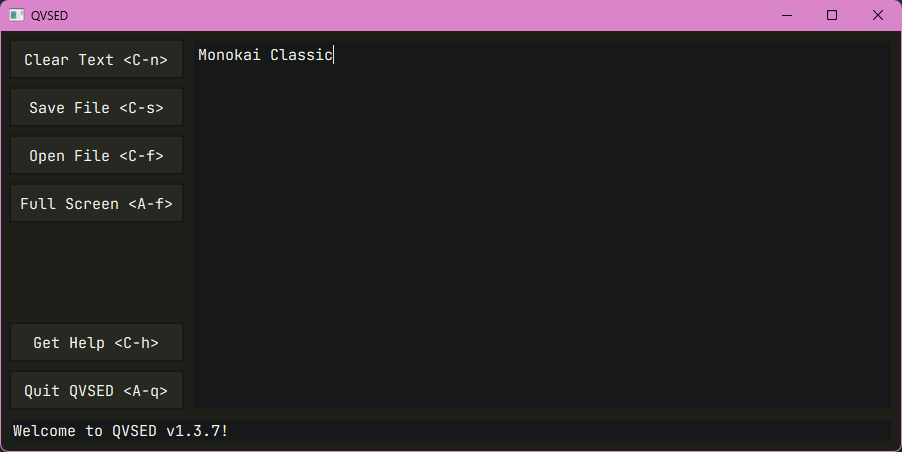 QVSED
Clear Text <C-n>
Save File <C-s>
Open File <C-f>
Full Screen <A-f>
Get Help <C-h>
Quit QVSED <A-q>
Monokai Classic
Welcome to QVSED v1.3.7!